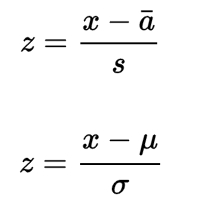 z = (x − ā) / s
z = (x − μ) / σ